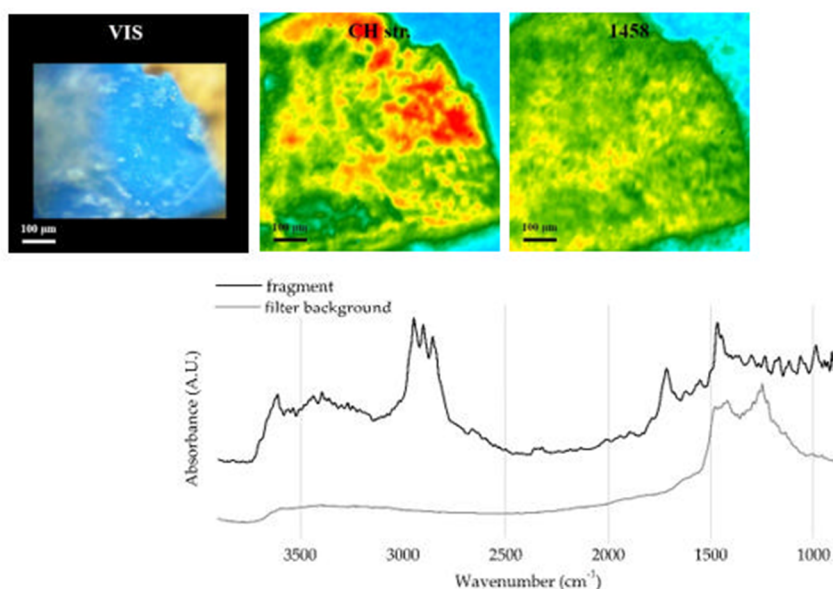 VIS
CH str.
1458
100 μm
100 μm
100 μm
fragment
filter background
Absorbance (A.U.)
3500
3000
2500
2000
1500
1000
Wavenumber (cm⁻¹)